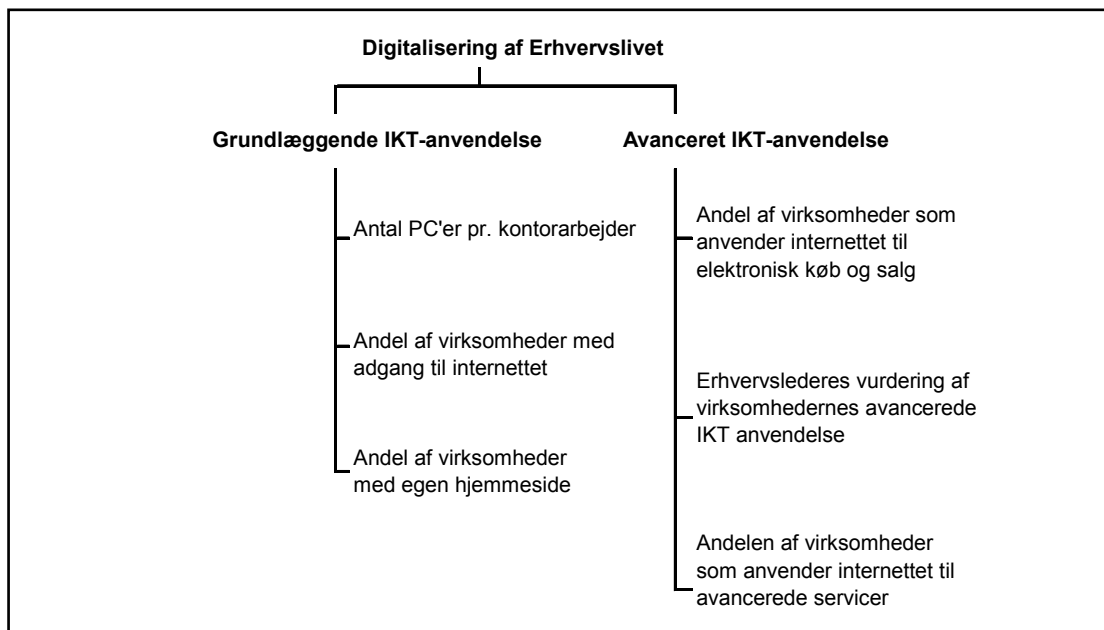 Digitalisering af Erhvervslivet
Grundlæggende IKT-anvendelse
Antal PC'er pr. kontorarbejder
Andel af virksomheder med
adgang til internettet
Andel af virksomheder
med egen hjemmeside
Avanceret IKT-anvendelse
Andel af virksomheder som
anvender internettet til
elektronisk køb og salg
Erhvervslederes vurdering af
virksomhedernes avancerede
IKT anvendelse
Andelen af virksomheder
som anvender internettet til
avancerede servicer